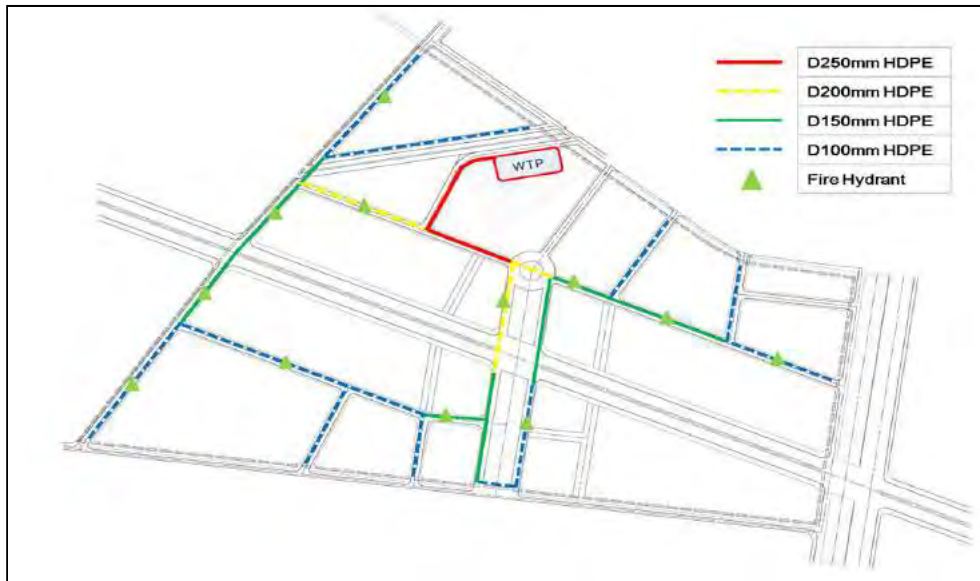 D250mm HDPE
D200mm HDPE
D150mm HDPE
D100mm HDPE
Fire Hydrant
WTP